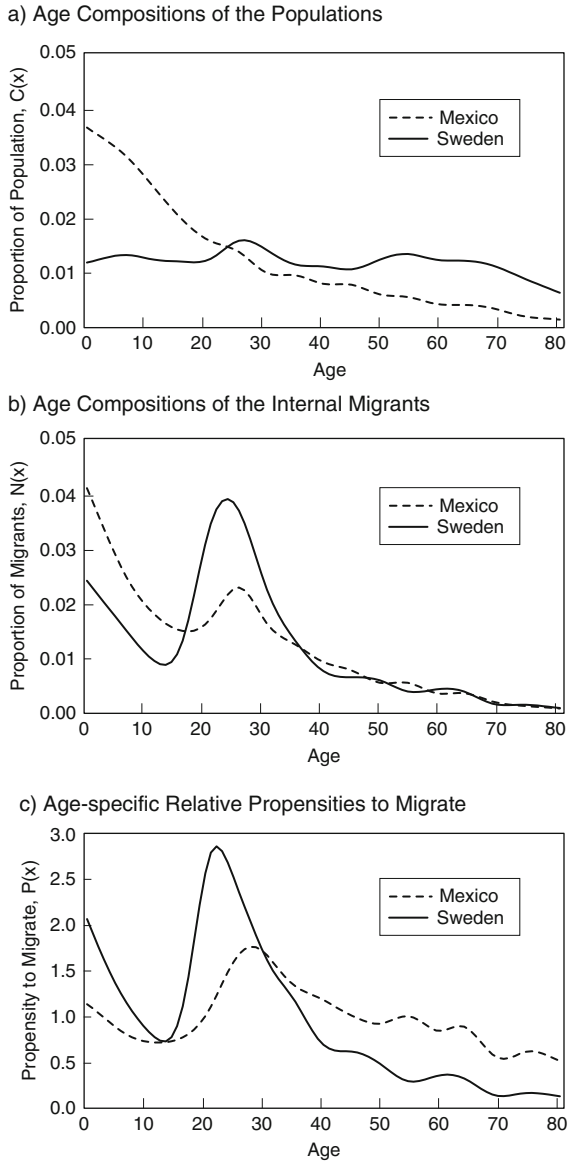 a) Age Compositions of the Populations
Proportion of Population, C(x)
0.05
0.04
0.03
0.02
0.01
0.00
Mexico
Sweden
0 10 20 30 40 50 60 70 80
Age
b) Age Compositions of the Internal Migrants
Proportion of Migrants, N(x)
0.05
0.04
0.03
0.02
0.01
0.00
Mexico
Sweden
0 10 20 30 40 50 60 70 80
Age
c) Age-specific Relative Propensities to Migrate
Propensity to Migrate, P(x)
3.0
2.5
2.0
1.5
1.0
0.5
0.0
Mexico
Sweden
0 10 20 30 40 50 60 70 80
Age